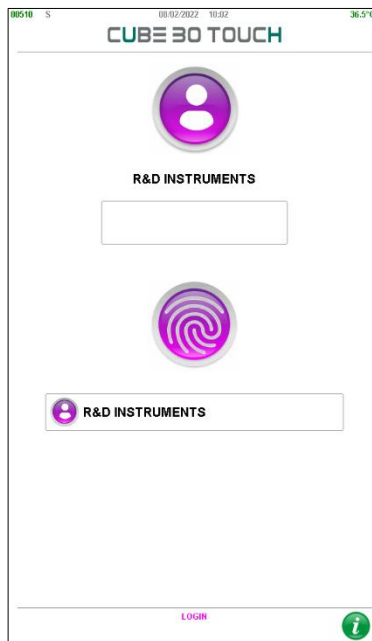 00510 S 08/02/2022 10:02 36.5°C
CUBE 30 TOUCH
R&D INSTRUMENTS
R&D INSTRUMENTS
LOGIN
i